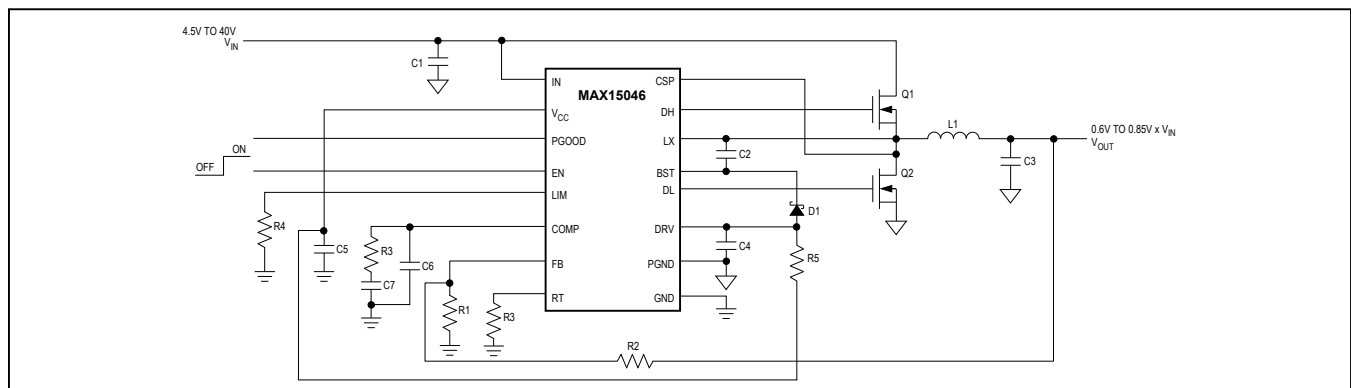 4.5V TO 40V
VIN
C1
IN
VCC
PGOOD
EN
LIM
COMP
FB
RT
MAX15046
CSP
DH
LX
BST
DL
DRV
PGND
GND
ON
OFF
R4
C5
R3
C7
C6
R1
R3
R2
C2
D1
C4
R5
Q1
Q2
L1
C3
0.6V TO 0.85V x VIN
VOUT